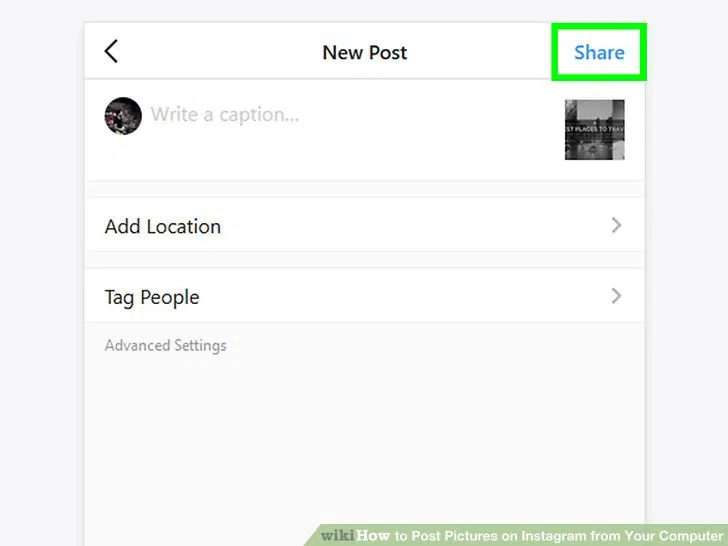 New Post
Share
Write a caption...
EST PLACES TO TRAV
Add Location
Tag People
Advanced Settings
wikiHow to Post Pictures on Instagram from Your Computer